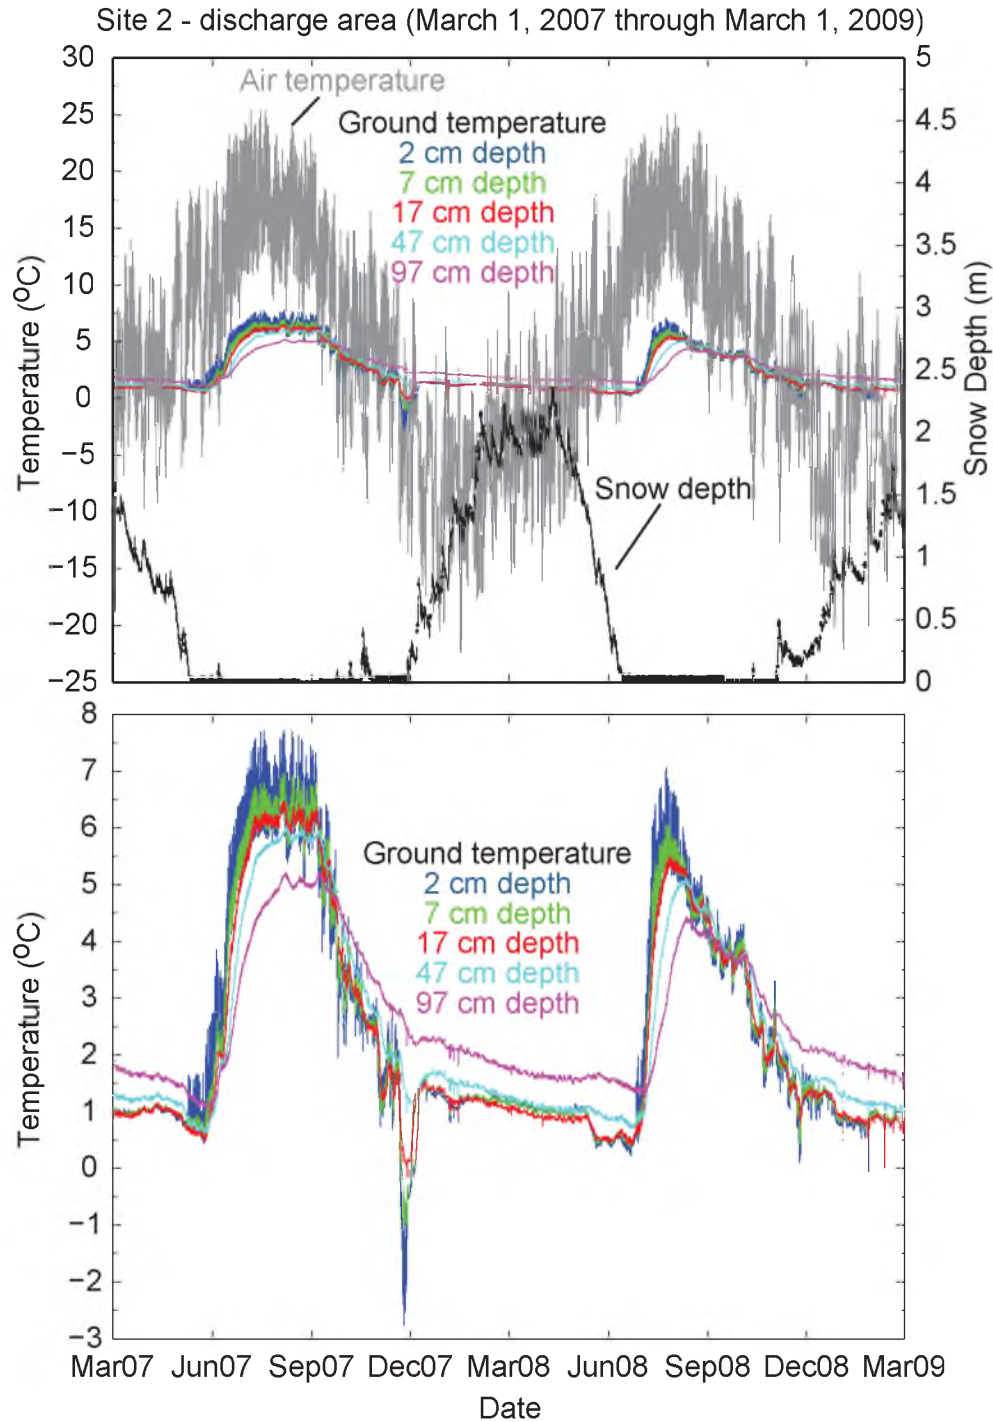 Site 2 - discharge area (March 1, 2007 through March 1, 2009)
30
25
20
15
10
5
0
−5
−10
−15
−20
−25
Temperature (ºC)
Air temperature
Ground temperature
2 cm depth
7 cm depth
17 cm depth
47 cm depth
97 cm depth
Snow depth
5
4.5
4
3.5
3
2.5
2
1.5
1
0.5
0
Snow Depth (m)
8
7
6
5
4
3
2
1
0
−1
−2
−3
Temperature (ºC)
Ground temperature
2 cm depth
7 cm depth
17 cm depth
47 cm depth
97 cm depth
Mar07 Jun07 Sep07 Dec07 Mar08 Jun08 Sep08 Dec08 Mar09
Date